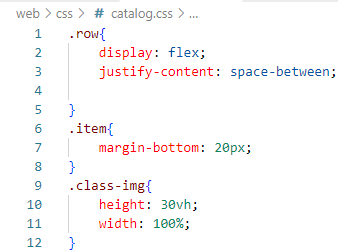 web > css > # catalog.css > ...
1 .row{
2 display: flex;
3 justify-content: space-between;
4
5 }
6 .item{
7 margin-bottom: 20px;
8 }
9 .class-img{
10 height: 30vh;
11 width: 100%;
12 }